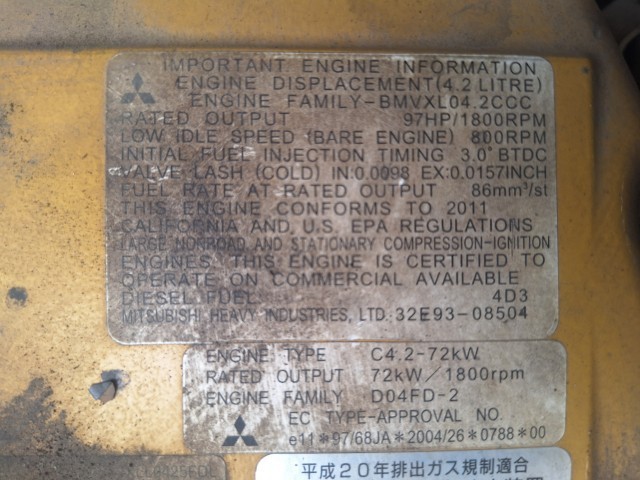 IMPORTANT ENGINE INFORMATION
ENGINE DISPLACEMENT(4.2 LITRE)
ENGINE FAMILY-BMVXL04.2CCC
RATED OUTPUT 97HP/1800RPM
LOW IDLE SPEED (BARE ENGINE) 800RPM
INITIAL FUEL INJECTION TIMING 3.0° BTDC
VALVE LASH (COLD) IN:0.0098 EX:0.0157INCH
FUEL RATE AT RATED OUTPUT 86mm³/st
THIS ENGINE CONFORMS TO 2011
CALIFORNIA AND U.S. EPA REGULATIONS
LARGE NONROAD AND STATIONARY COMPRESSION-IGNITION
ENGINES. THIS ENGINE IS CERTIFIED TO
OPERATE ON COMMERCIAL AVAILABLE
DIESEL FUEL 4D3
MITSUBISHI HEAVY INDUSTRIES, LTD. 32E93-08504
ENGINE TYPE C4.2-72kW
RATED OUTPUT 72kW/1800rpm
ENGINE FAMILY D04FD-2
EC TYPE-APPROVAL NO.
e11*97/68JA*2004/26*0788*00
平成20年排出ガス規制適合